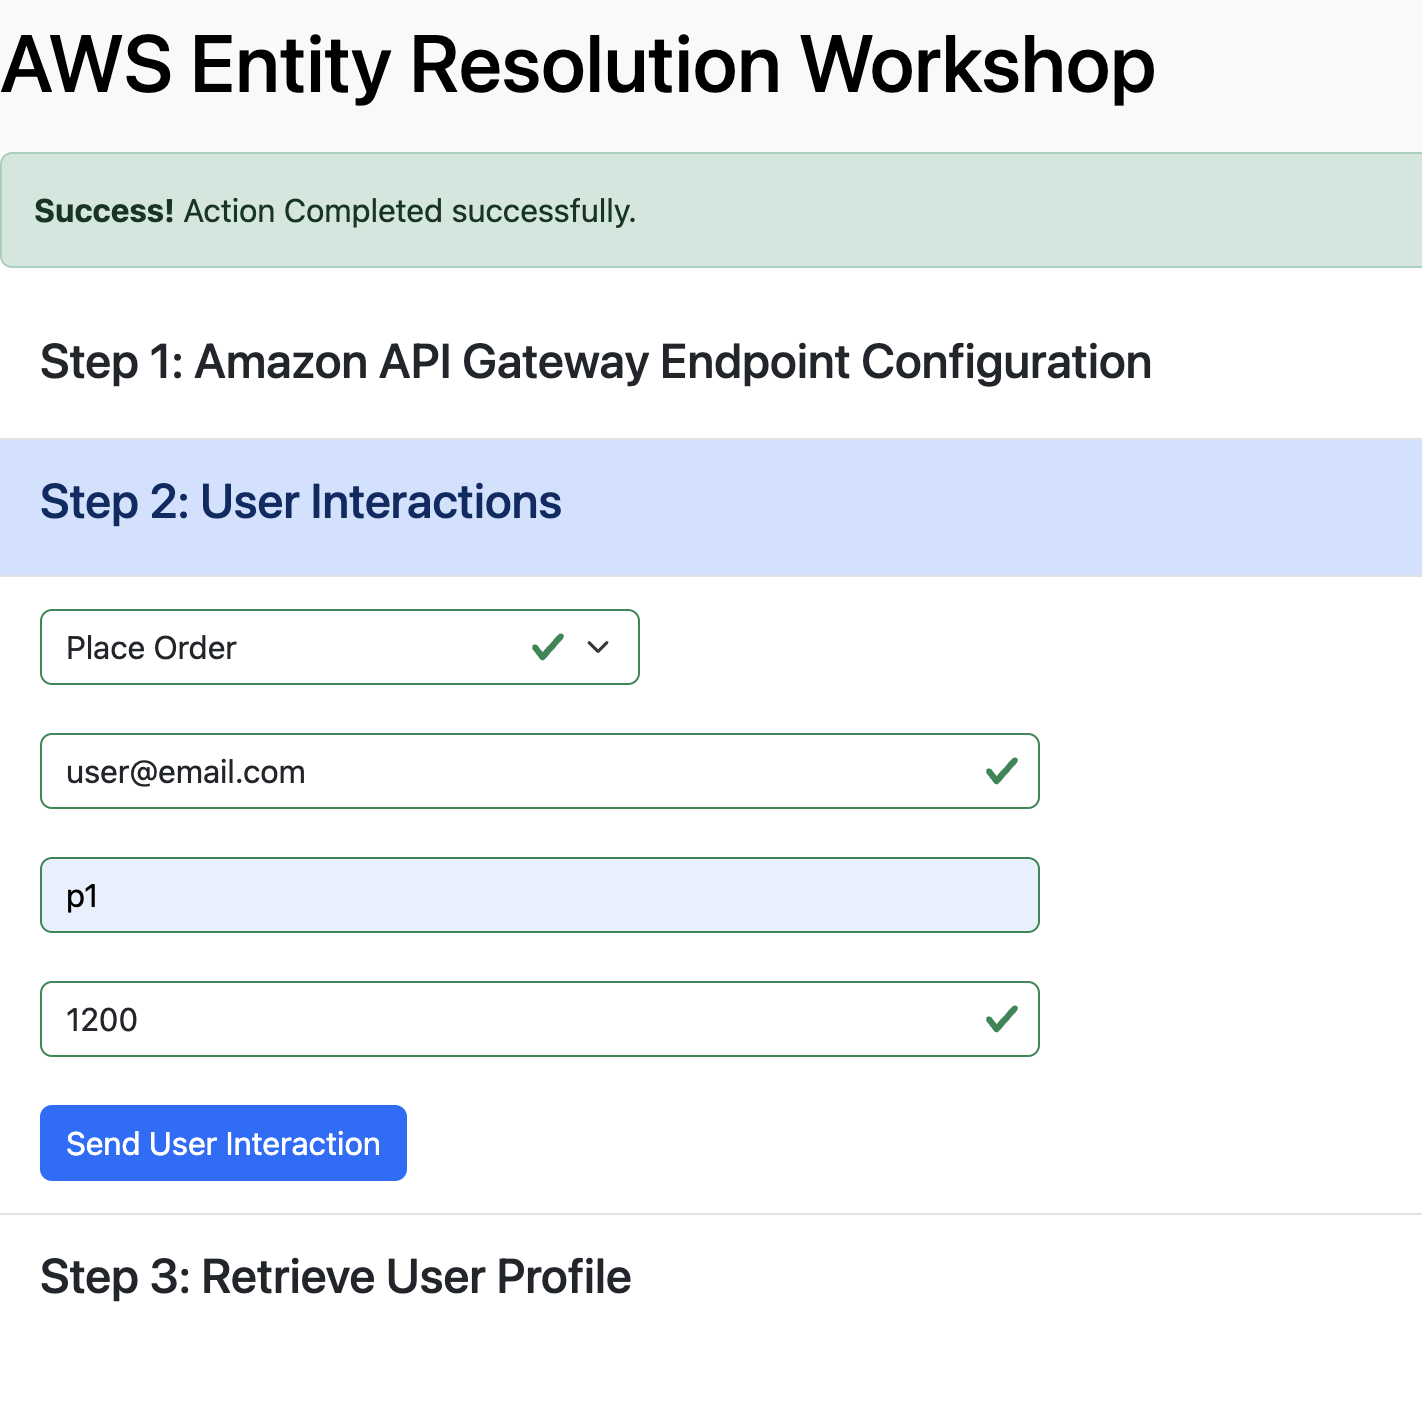 AWS Entity Resolution Workshop
Success! Action Completed successfully.
Step 1: Amazon API Gateway Endpoint Configuration
Step 2: User Interactions
Place Order
user@email.com
p1
1200
Send User Interaction
Step 3: Retrieve User Profile